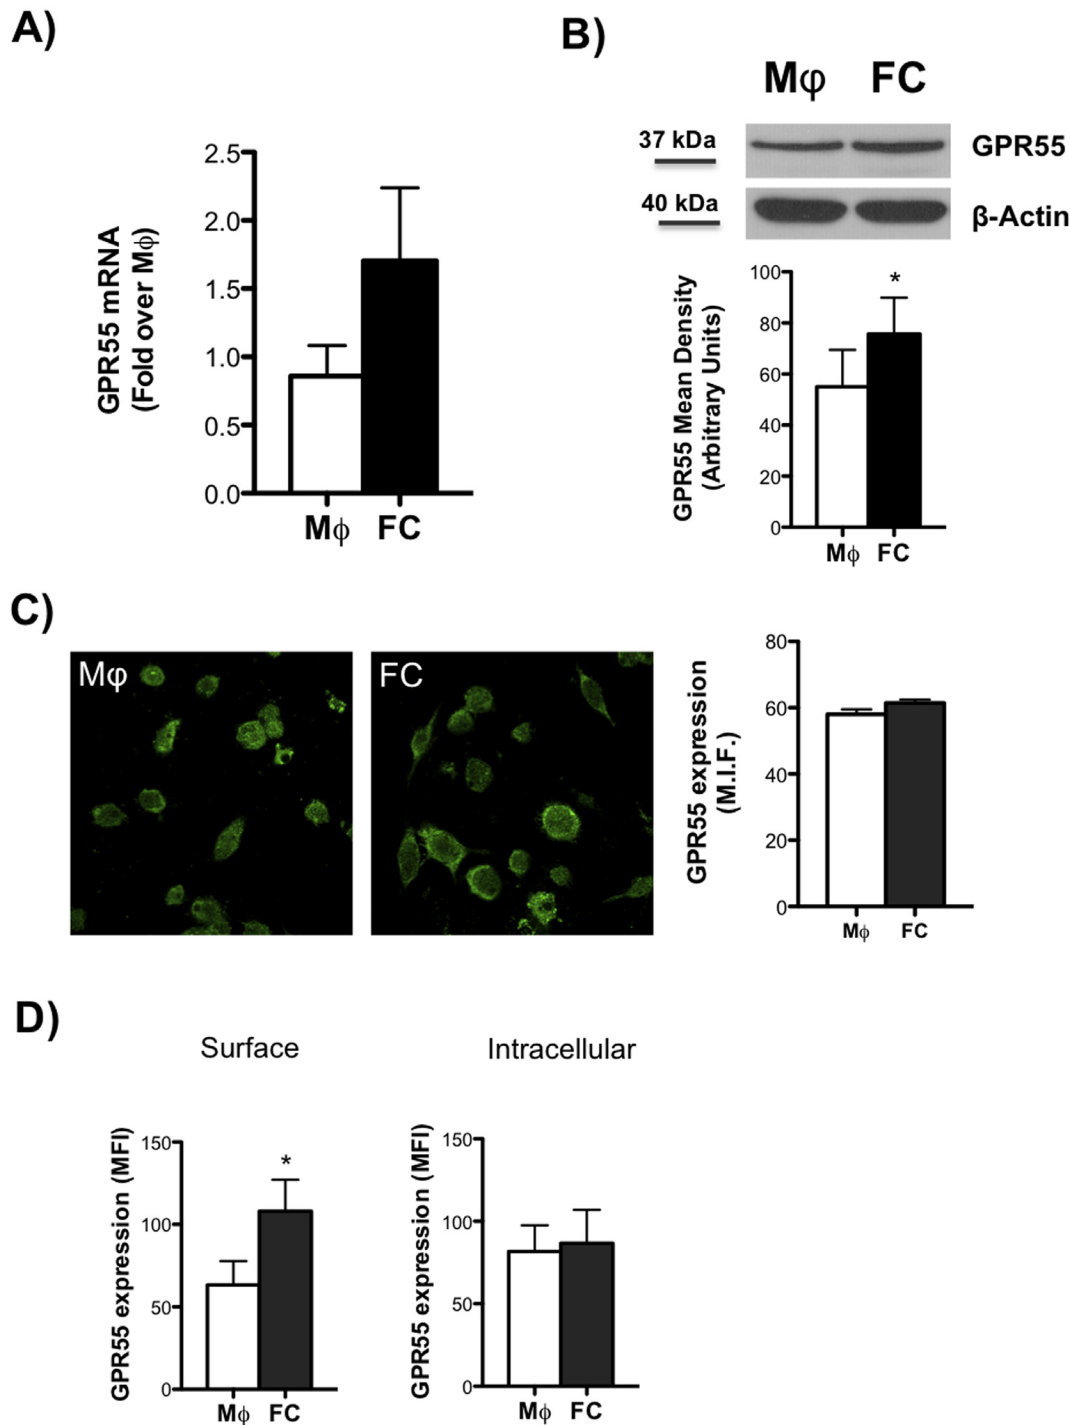 A)
GPR55 mRNA
(Fold over Mϕ)
2.5
2.0
1.5
1.0
0.5
0.0
Mϕ FC
B)
Mφ FC
37 kDa
GPR55
40 kDa
β-Actin
GPR55 Mean Density
(Arbitrary Units)
100
80
60
40
20
0
*
Mϕ FC
C)
Mφ
FC
GPR55 expression
(M.I.F.)
80
60
40
20
0
Mϕ FC
D)
Surface
GPR55 expression (MFI)
150
100
50
0
*
Mϕ FC
Intracellular
GPR55 expression (MFI)
150
100
50
0
Mϕ FC